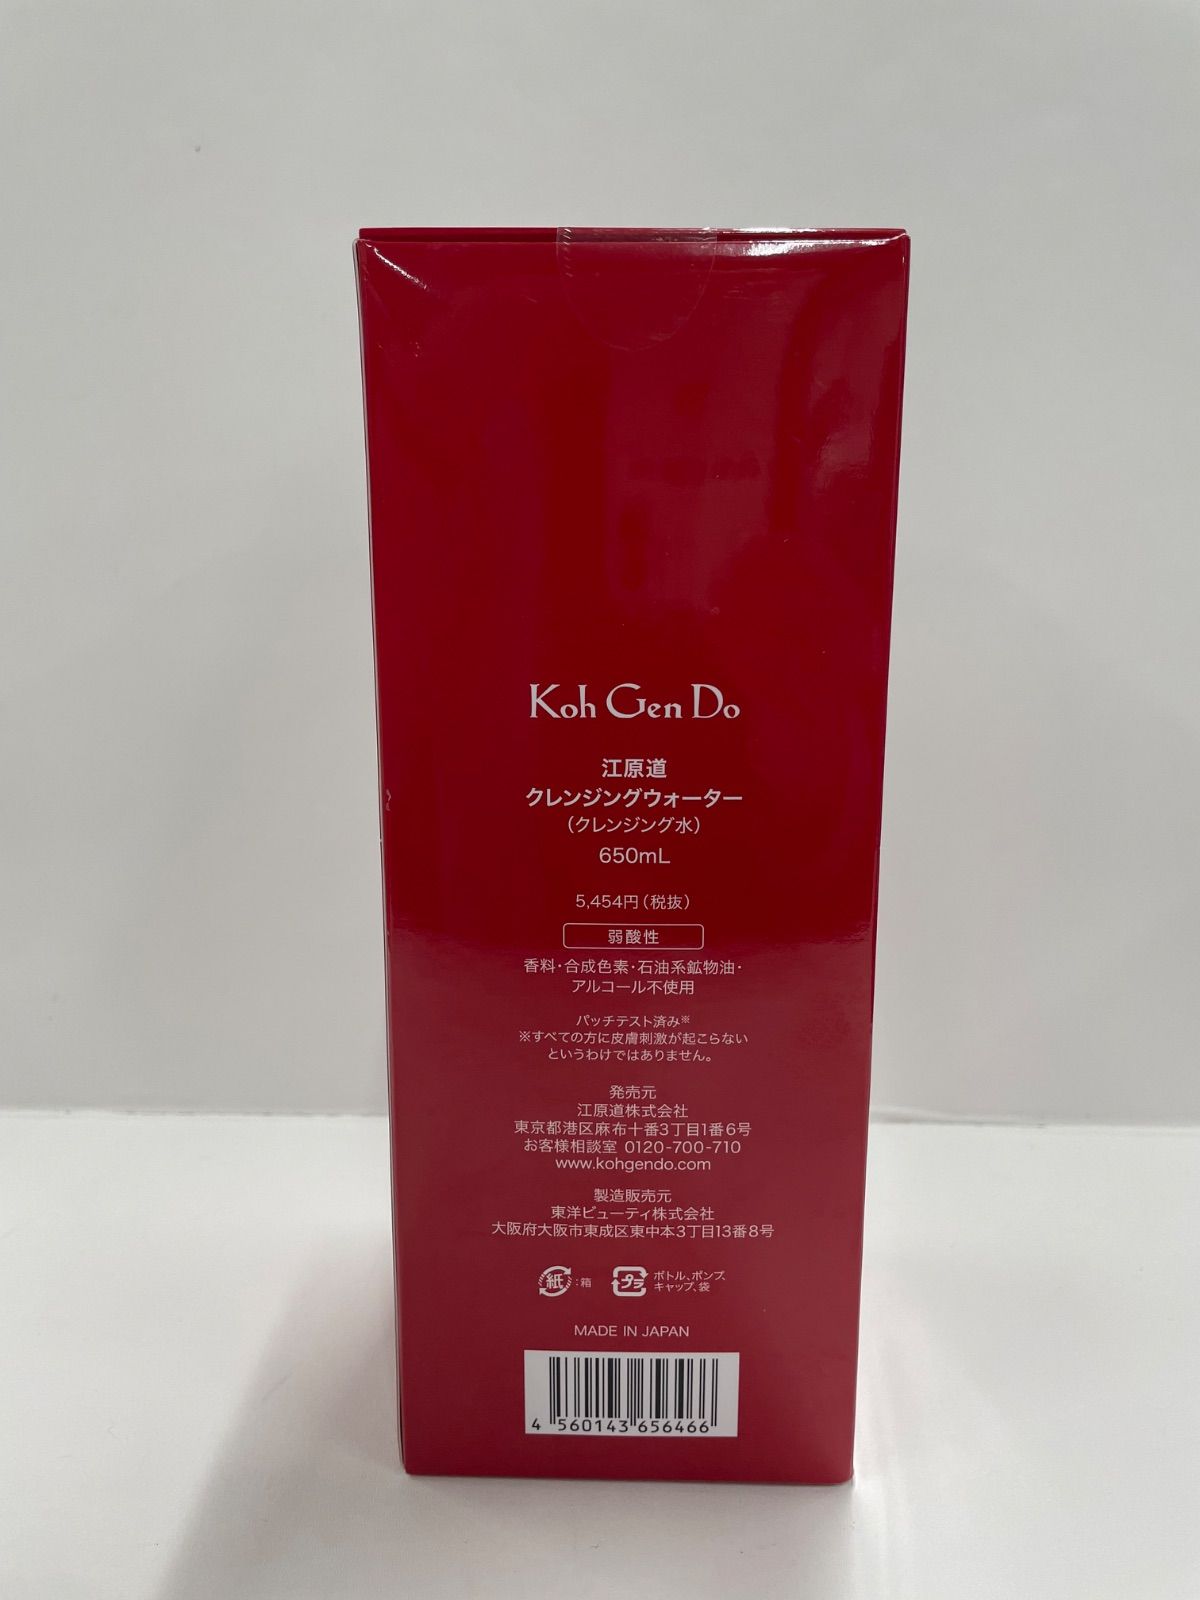 Koh Gen Do
江原道
クレンジングウォーター
（クレンジング水）
650mL
5,454円（税抜）
弱酸性
香料・合成色素・石油系鉱物油・
アルコール不使用
パッチテスト済み※
※すべての方に皮膚刺激が起こらない
というわけではありません。
発売元
江原道株式会社
東京都港区麻布十番3丁目1番6号
お客様相談室 0120-700-710
www.kohgendo.com
製造販売元
東洋ビューティ株式会社
大阪府大阪市東成区東中本3丁目13番8号
紙：箱
プラ ボトル、ポンプ、
キャップ、袋
MADE IN JAPAN
4 560143 656466